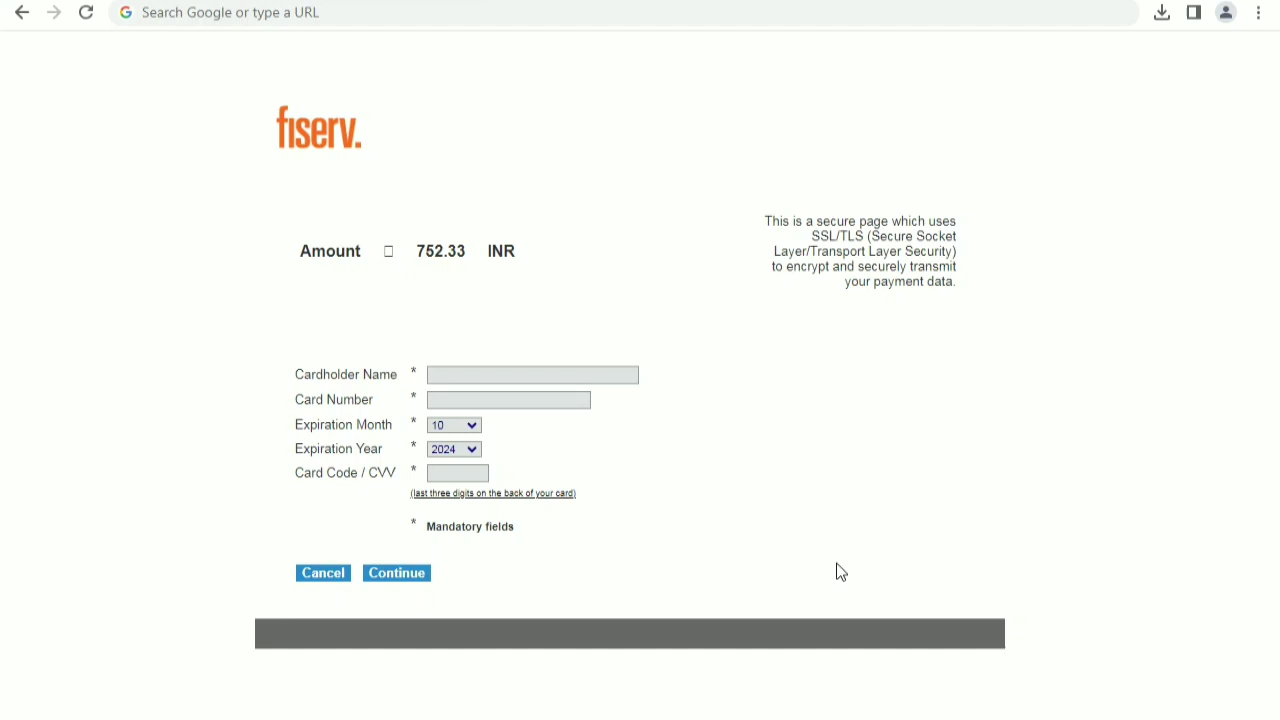 Search Google or type a URL
fiserv.
This is a secure page which uses
SSL/TLS (Secure Socket
Layer/Transport Layer Security)
to encrypt and securely transmit
your payment data.
Amount 752.33 INR
Cardholder Name *
Card Number *
Expiration Month * 10
Expiration Year * 2024
Card Code / CVV *
(last three digits on the back of your card)
* Mandatory fields
Cancel Continue